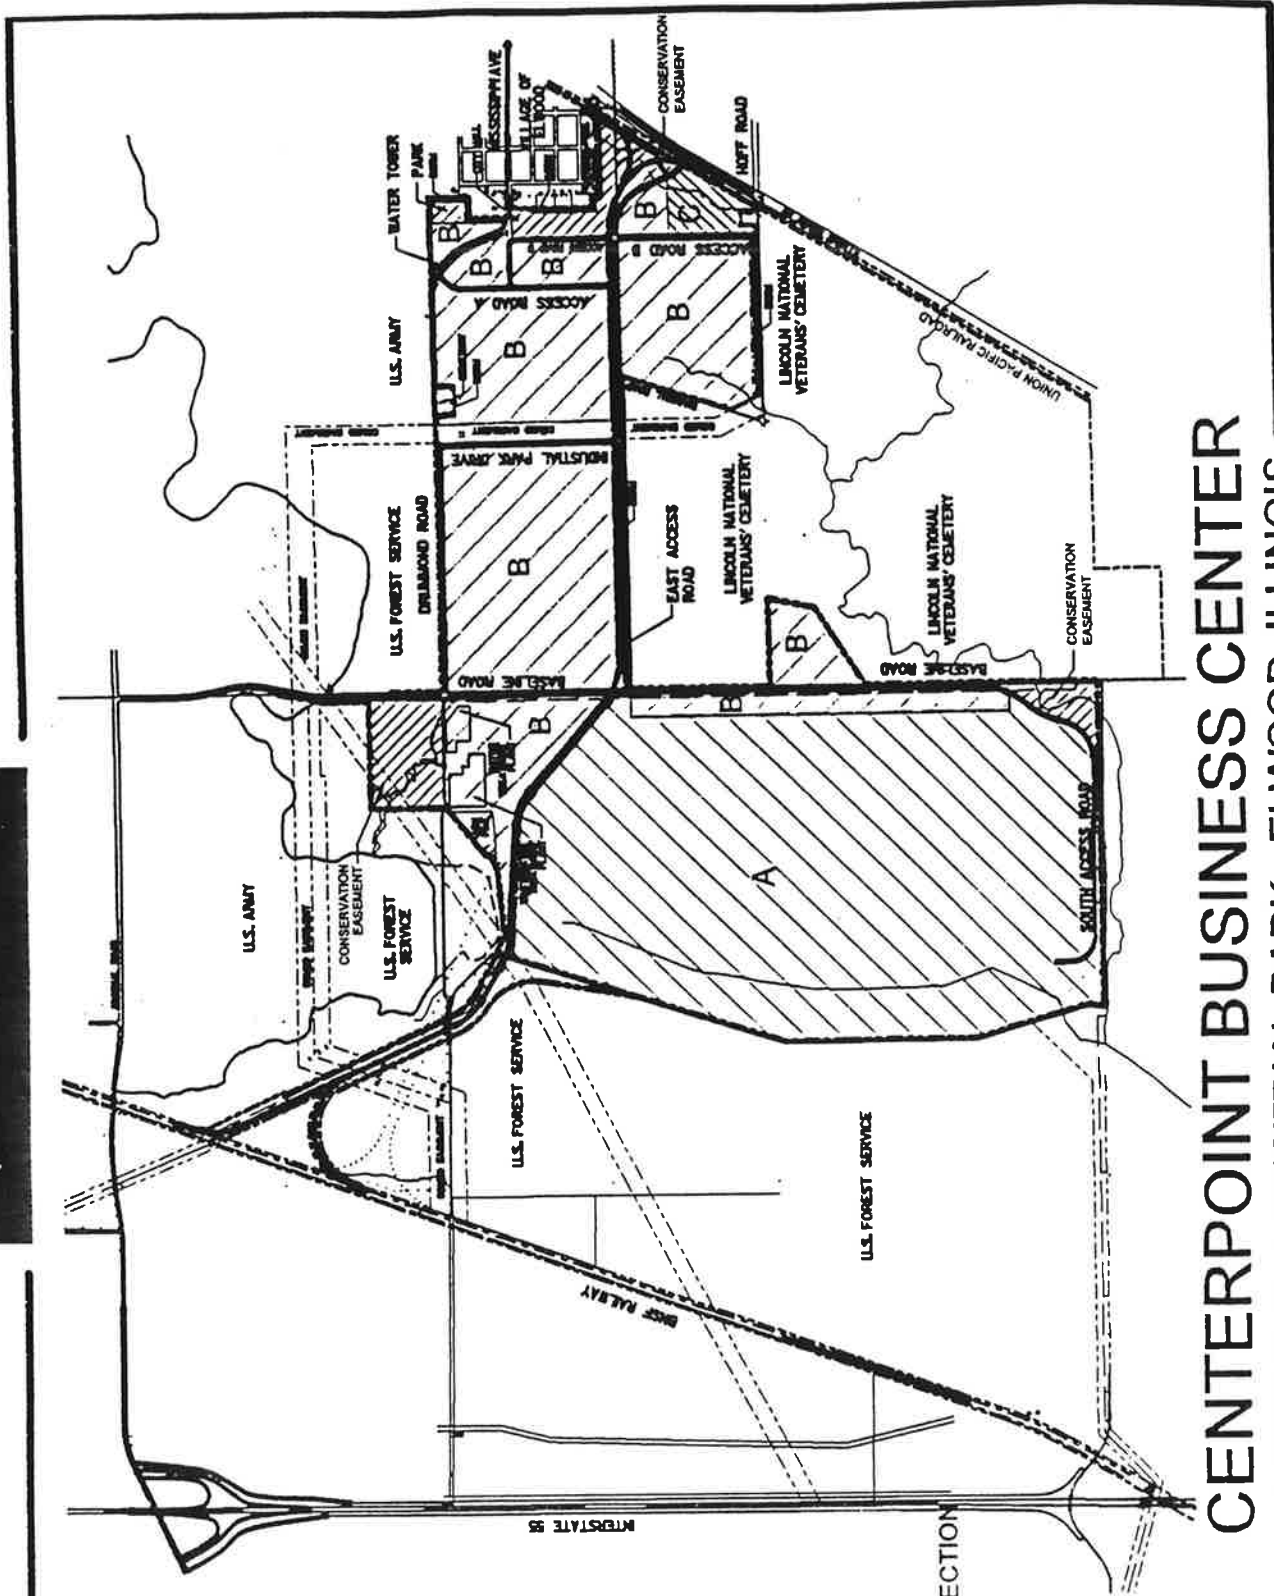 WATER TOWER
PARK
MISSISSIPPI AVE
VILLAGE OF
ELWOOD
CONSERVATION
EASEMENT
HOFF ROAD
B
B
B
B
C
ACCESS ROAD B
ACCESS ROAD A
U.S. ARMY
B
B
LINCOLN NATIONAL
VETERANS' CEMETERY
UNION PACIFIC RAILROAD
INDUSTRIAL PARK DRIVE
U.S. FOREST SERVICE
DRUMMOND ROAD
B
EAST ACCESS
ROAD
LINCOLN NATIONAL
VETERANS' CEMETERY
LINCOLN NATIONAL
VETERANS' CEMETERY
B
CONSERVATION
EASEMENT
BASELINE ROAD
BASELINE ROAD
B
B
A
SOUTH ACCESS ROAD
U.S. ARMY
CONSERVATION
EASEMENT
U.S. FOREST
SERVICE
U.S. FOREST SERVICE
U.S. FOREST SERVICE
BNSF RAILWAY
INTERSTATE 55
ECTION
CENTERPOINT BUSINESS CENTER